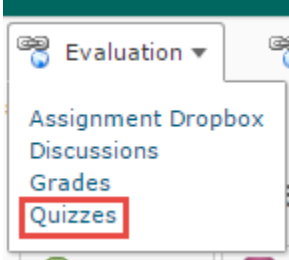 Evaluation
Assignment Dropbox
Discussions
Grades
Quizzes